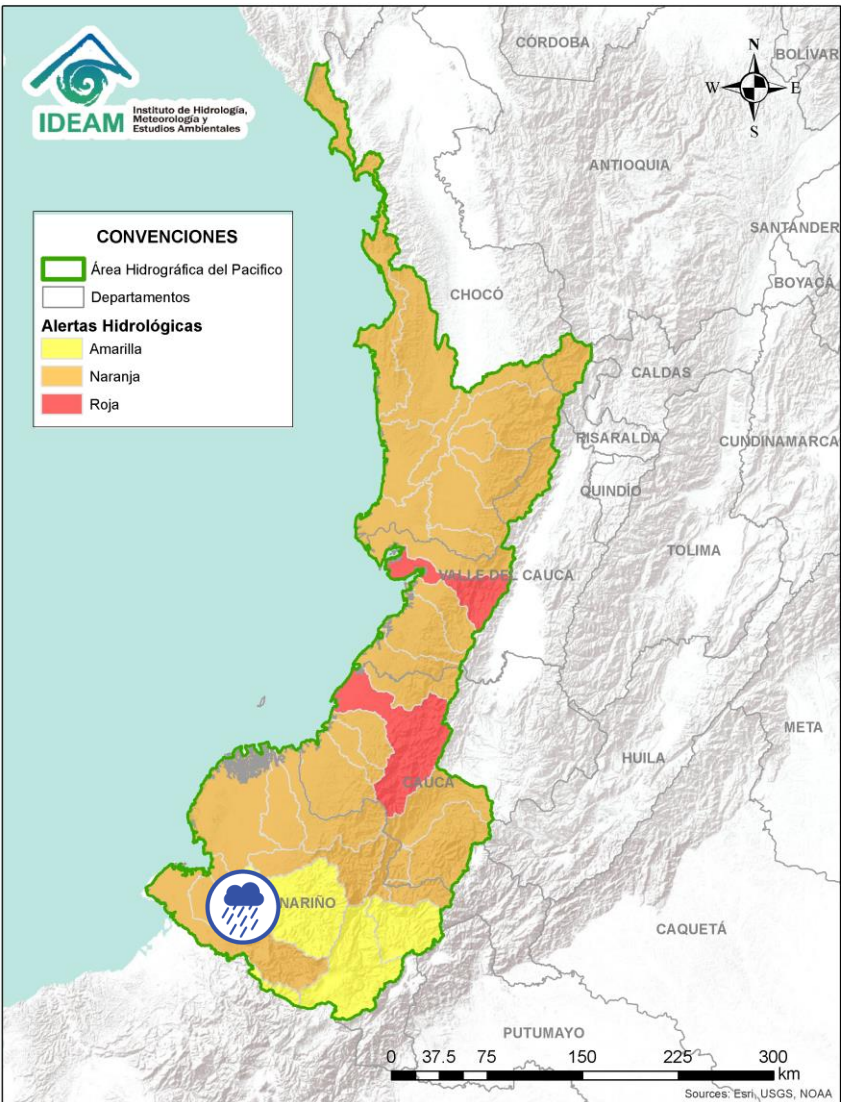 IDEAM
Instituto de Hidrología,
Meteorología y
Estudios Ambientales
N
W
E
S
CÓRDOBA
BOLIVAR
ANTIOQUIA
SANTANDER
BOYACÁ
CHOCÓ
CALDAS
RISARALDA
CUNDINAMARCA
QUINDÍO
TOLIMA
VALLE DEL CAUCA
META
HUILA
CAUCA
NARIÑO
CAQUETÁ
PUTUMAYO
CONVENCIONES
Área Hidrográfica del Pacifico
Departamentos
Alertas Hidrológicas
Amarilla
Naranja
Roja
0 37.5 75 150 225 300
km
Sources: Esri, USGS, NOAA